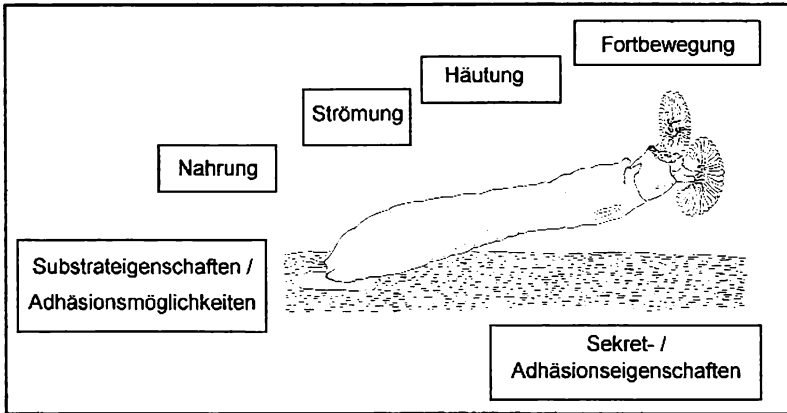 Fortbewegung
Häutung
Strömung
Nahrung
Substrateigenschaften /
Adhäsionsmöglichkeiten
Sekret- /
Adhäsionseigenschaften